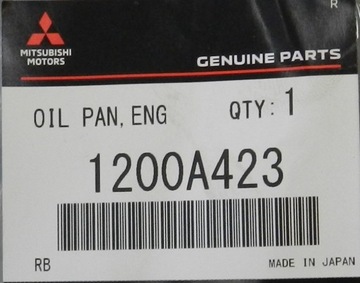 R
MITSUBISHI
MOTORS
GENUINE PARTS
OIL PAN, ENG QTY: 1
1200A423
RB MADE IN JAPAN